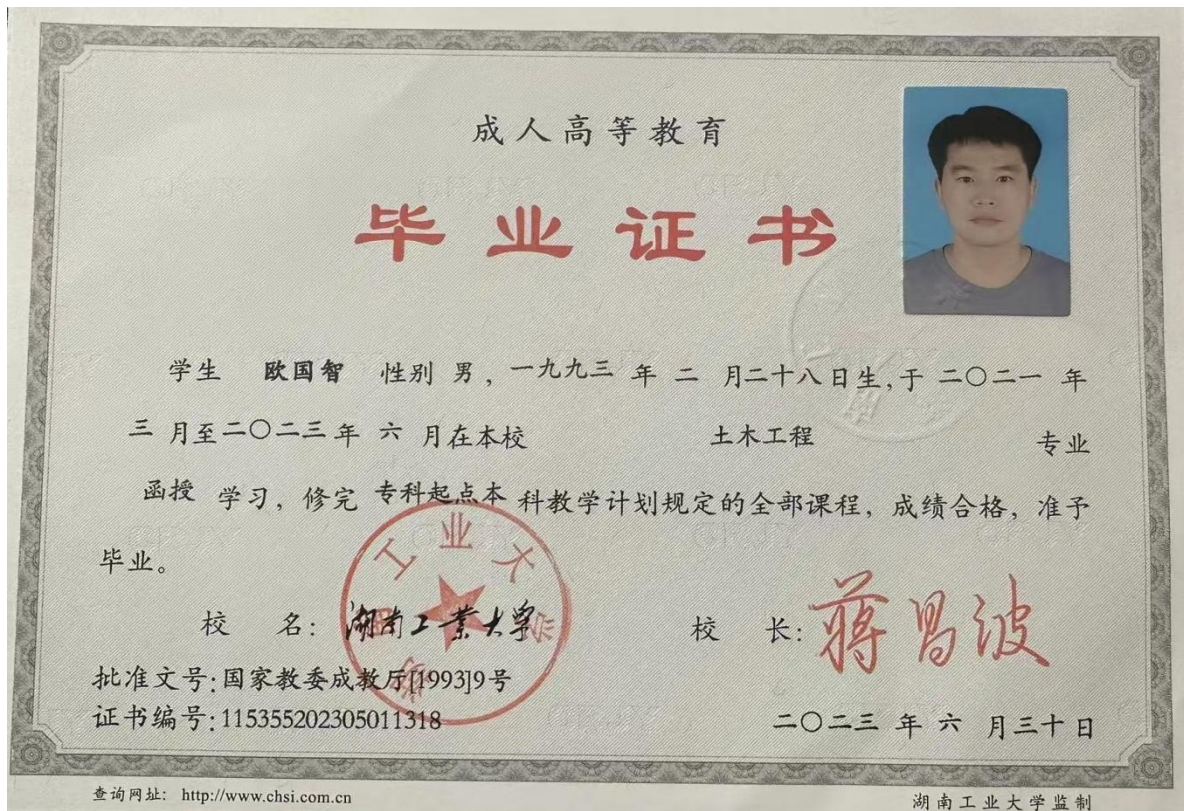 成人高等教育
毕业证书
学生 欧国智 性别 男，一九九三 年 二 月二十八日生，于 二〇二一 年
三 月至二〇二三年 六 月在本校 土木工程 专业
函授 学习，修完 专科起点本 科教学计划规定的全部课程，成绩合格，准予
毕业。
校 名：湖南工業大學 校 长：蒋昌波
批准文号：国家教委成教厅[1993]9号
证书编号：115355202305011318 二〇二三 年 六 月三十日
查询网址： http://www.chsi.com.cn 湖南工业大学监制